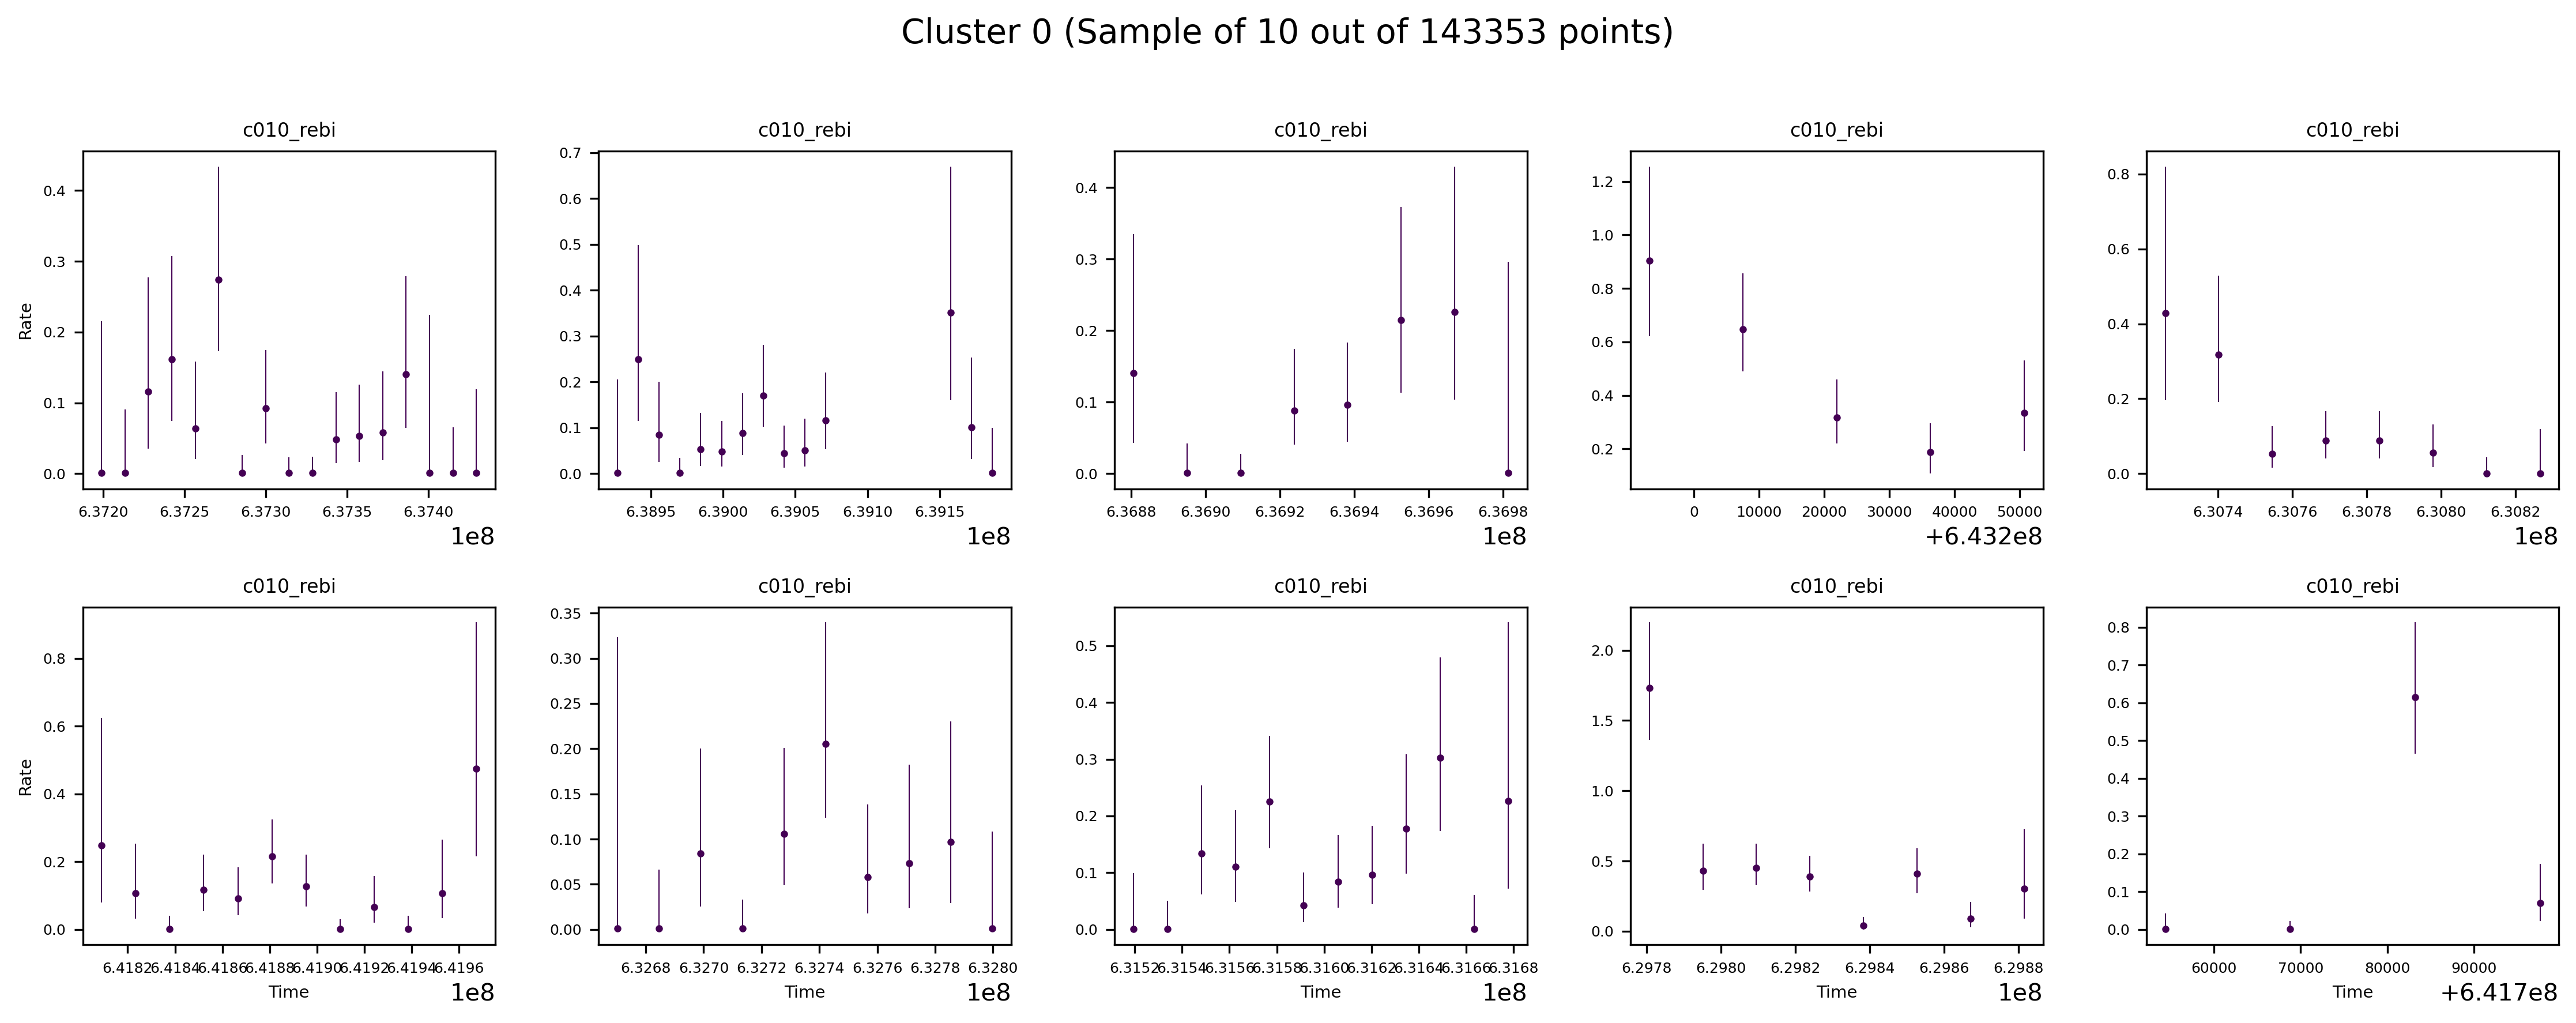 Cluster 0 (Sample of 10 out of 143353 points)
c010_rebi c010_rebi c010_rebi c010_rebi c010_rebi
Rate
0.4
0.3
0.2
0.1
0.0
6.3720 6.3725 6.3730 6.3735 6.3740
1e8
0.7
0.6
0.5
0.4
0.3
0.2
0.1
0.0
6.3895 6.3900 6.3905 6.3910 6.3915
1e8
0.4
0.3
0.2
0.1
0.0
6.3688 6.3690 6.3692 6.3694 6.3696 6.3698
1e8
1.2
1.0
0.8
0.6
0.4
0.2
0 10000 20000 30000 40000 50000
+6.432e8
0.8
0.6
0.4
0.2
0.0
6.3074 6.3076 6.3078 6.3080 6.3082
1e8
c010_rebi c010_rebi c010_rebi c010_rebi c010_rebi
Rate
0.8
0.6
0.4
0.2
0.0
6.4182 6.4184 6.4186 6.4188 6.4190 6.4192 6.4194 6.4196
Time
1e8
0.35
0.30
0.25
0.20
0.15
0.10
0.05
0.00
6.3268 6.3270 6.3272 6.3274 6.3276 6.3278 6.3280
Time
1e8
0.5
0.4
0.3
0.2
0.1
0.0
6.3152 6.3154 6.3156 6.3158 6.3160 6.3162 6.3164 6.3166 6.3168
Time
1e8
2.0
1.5
1.0
0.5
0.0
6.2978 6.2980 6.2982 6.2984 6.2986 6.2988
Time
1e8
0.8
0.7
0.6
0.5
0.4
0.3
0.2
0.1
0.0
60000 70000 80000 90000
Time
+6.417e8